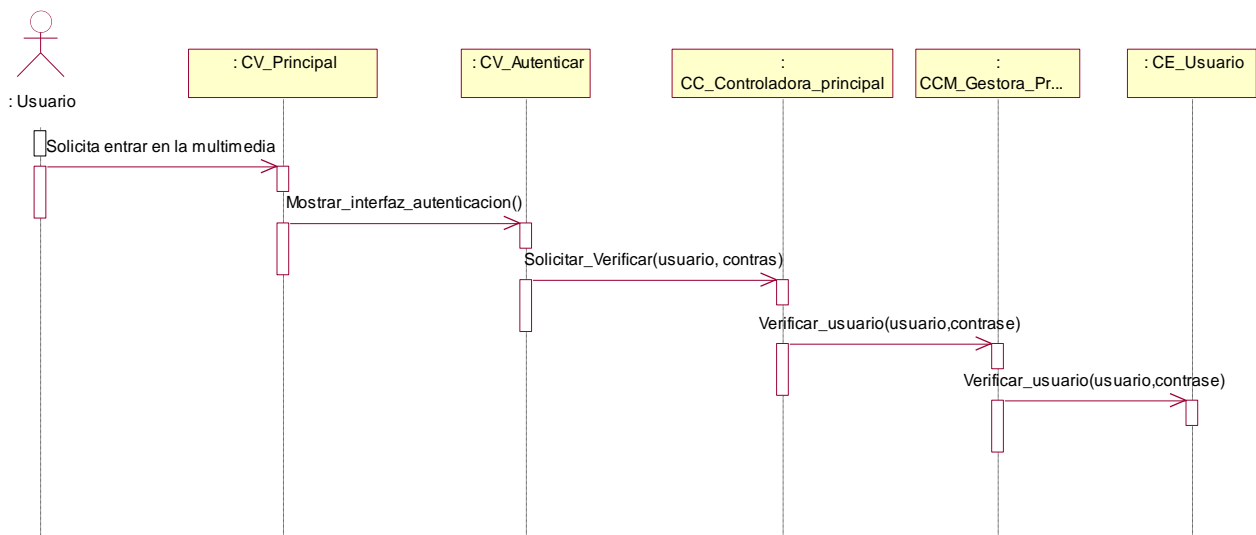 : CV_Principal
: CV_Autenticar
:
CC_Controladora_principal
:
CCM_Gestora_Pr...
: CE_Usuario
: Usuario
Solicita entrar en la multimedia
Mostrar_interfaz_autenticacion()
Solicitar_Verificar(usuario, contras)
Verificar_usuario(usuario,contrase)
Verificar_usuario(usuario,contrase)